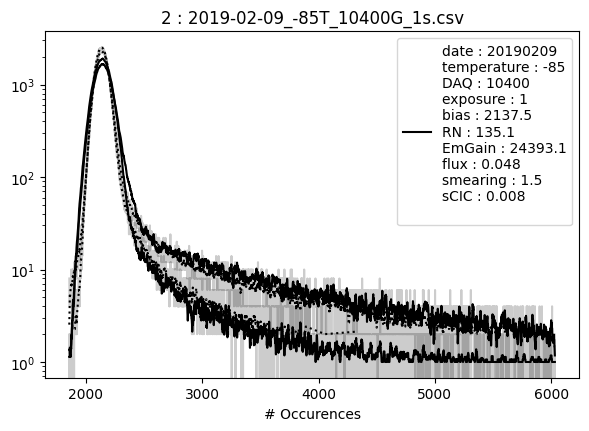 2 : 2019-02-09_-85T_10400G_1s.csv
date : 20190209
temperature : -85
DAQ : 10400
exposure : 1
bias : 2137.5
RN : 135.1
EmGain : 24393.1
flux : 0.048
smearing : 1.5
sCIC : 0.008
10³
10²
10¹
10⁰
2000 3000 4000 5000 6000
# Occurences